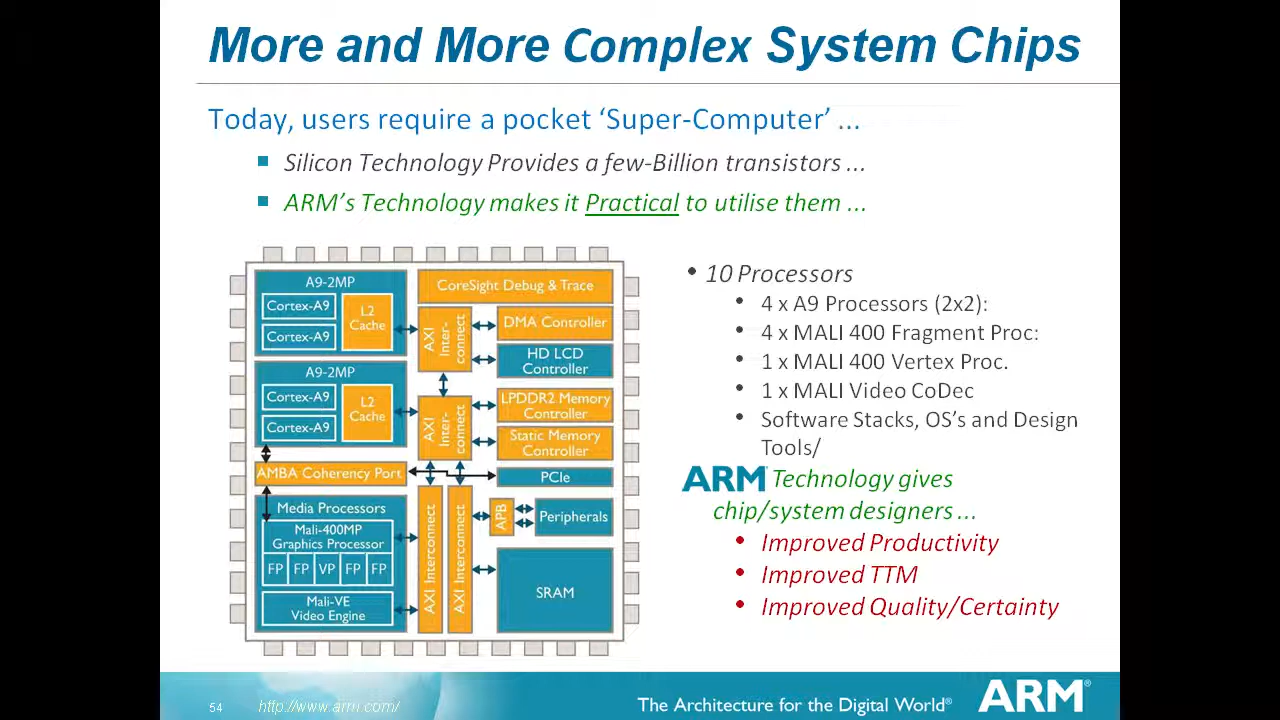 More and More Complex System Chips
Today, users require a pocket ‘Super-Computer’ ...
Silicon Technology Provides a few-Billion transistors ...
ARM’s Technology makes it Practical to utilise them ...
A9-2MP
Cortex-A9
Cortex-A9
L2
Cache
A9-2MP
Cortex-A9
Cortex-A9
L2
Cache
AMBA Coherency Port
Media Processors
Mali-400MP
Graphics Processor
FP FP VP FP FP
Mali-VE
Video Engine
CoreSight Debug & Trace
AXI
Inter-
connect
DMA Controller
HD LCD
Controller
AXI
Inter-
connect
LPDDR2 Memory
Controller
Static Memory
Controller
PCIe
AXI Interconnect
AXI Interconnect
APB
Peripherals
SRAM
• 10 Processors
• 4 x A9 Processors (2x2):
• 4 x MALI 400 Fragment Proc:
• 1 x MALI 400 Vertex Proc.
• 1 x MALI Video CoDec
• Software Stacks, OS’s and Design
Tools/
ARM Technology gives
chip/system designers ...
• Improved Productivity
• Improved TTM
• Improved Quality/Certainty
54
http://www.arm.com/
The Architecture for the Digital World®
ARM®